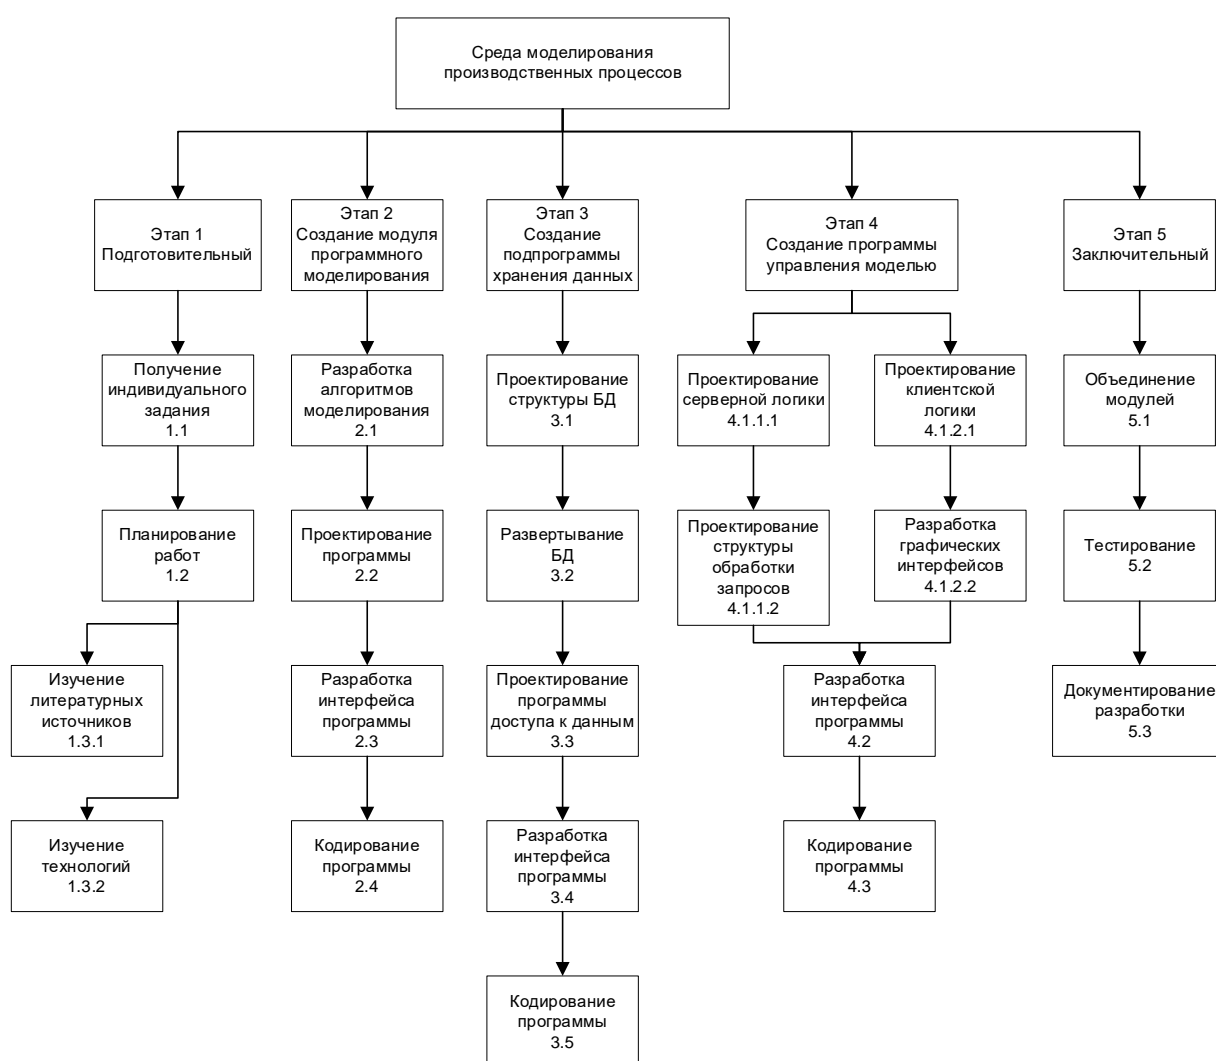 Среда моделирования
производственных процессов
Этап 1
Подготовительный
Этап 2
Создание модуля
программного
моделирования
Этап 3
Создание
подпрограммы
хранения данных
Этап 4
Создание программы
управления моделью
Этап 5
Заключительный
Получение
индивидуального
задания
1.1
Разработка
алгоритмов
моделирования
2.1
Проектирование
структуры БД
3.1
Проектирование
серверной логики
4.1.1.1
Проектирование
клиентской
логики
4.1.2.1
Объединение
модулей
5.1
Планирование
работ
1.2
Проектирование
программы
2.2
Развертывание
БД
3.2
Проектирование
структуры
обработки
запросов
4.1.1.2
Разработка
графических
интерфейсов
4.1.2.2
Тестирование
5.2
Изучение
литературных
источников
1.3.1
Разработка
интерфейса
программы
2.3
Проектирование
программы
доступа к данным
3.3
Разработка
интерфейса
программы
4.2
Документирование
разработки
5.3
Изучение
технологий
1.3.2
Кодирование
программы
2.4
Разработка
интерфейса
программы
3.4
Кодирование
программы
4.3
Кодирование
программы
3.5